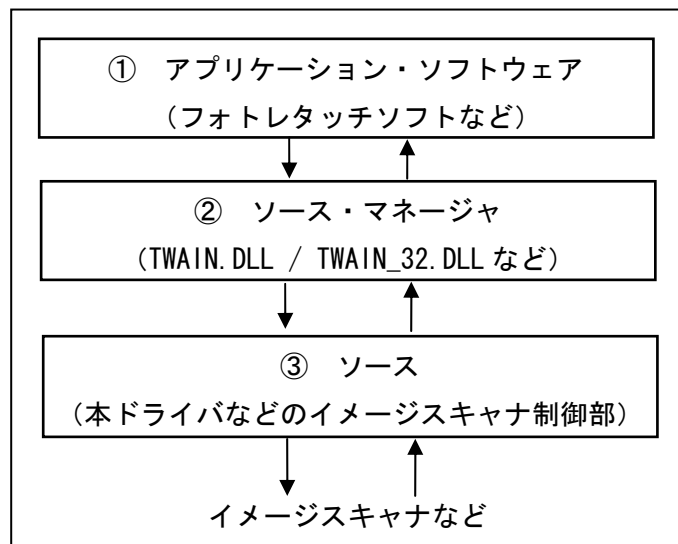 ① アプリケーション・ソフトウェア
（フォトレタッチソフトなど）
② ソース・マネージャ
（TWAIN.DLL / TWAIN_32.DLL など）
③ ソース
（本ドライバなどのイメージスキャナ制御部）
イメージスキャナなど